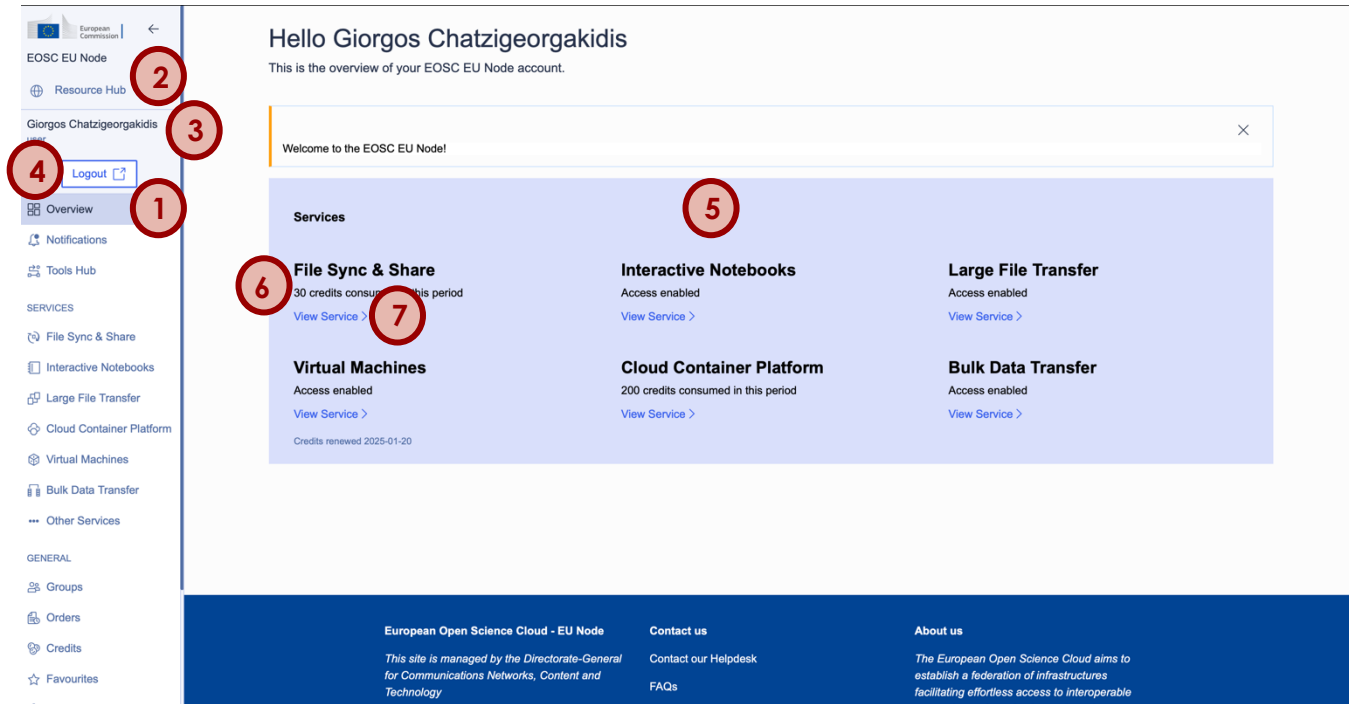 European
Commission
EOSC EU Node
2
Resource Hub
Giorgos Chatzigeorgakidis
3
user
4
Logout
Overview
1
Notifications
Tools Hub
SERVICES
File Sync & Share
Interactive Notebooks
Large File Transfer
Cloud Container Platform
Virtual Machines
Bulk Data Transfer
Other Services
GENERAL
Groups
Orders
Credits
Favourites
Hello Giorgos Chatzigeorgakidis
This is the overview of your EOSC EU Node account.
Welcome to the EOSC EU Node!
5
Services
6
File Sync & Share
30 credits consumed in this period
View Service >
7
Interactive Notebooks
Access enabled
View Service >
Large File Transfer
Access enabled
View Service >
Virtual Machines
Access enabled
View Service >
Credits renewed 2025-01-20
Cloud Container Platform
200 credits consumed in this period
View Service >
Bulk Data Transfer
Access enabled
View Service >
European Open Science Cloud - EU Node
This site is managed by the Directorate-General
for Communications Networks, Content and
Technology
Contact us
Contact our Helpdesk
FAQs
About us
The European Open Science Cloud aims to
establish a federation of infrastructures
facilitating effortless access to interoperable